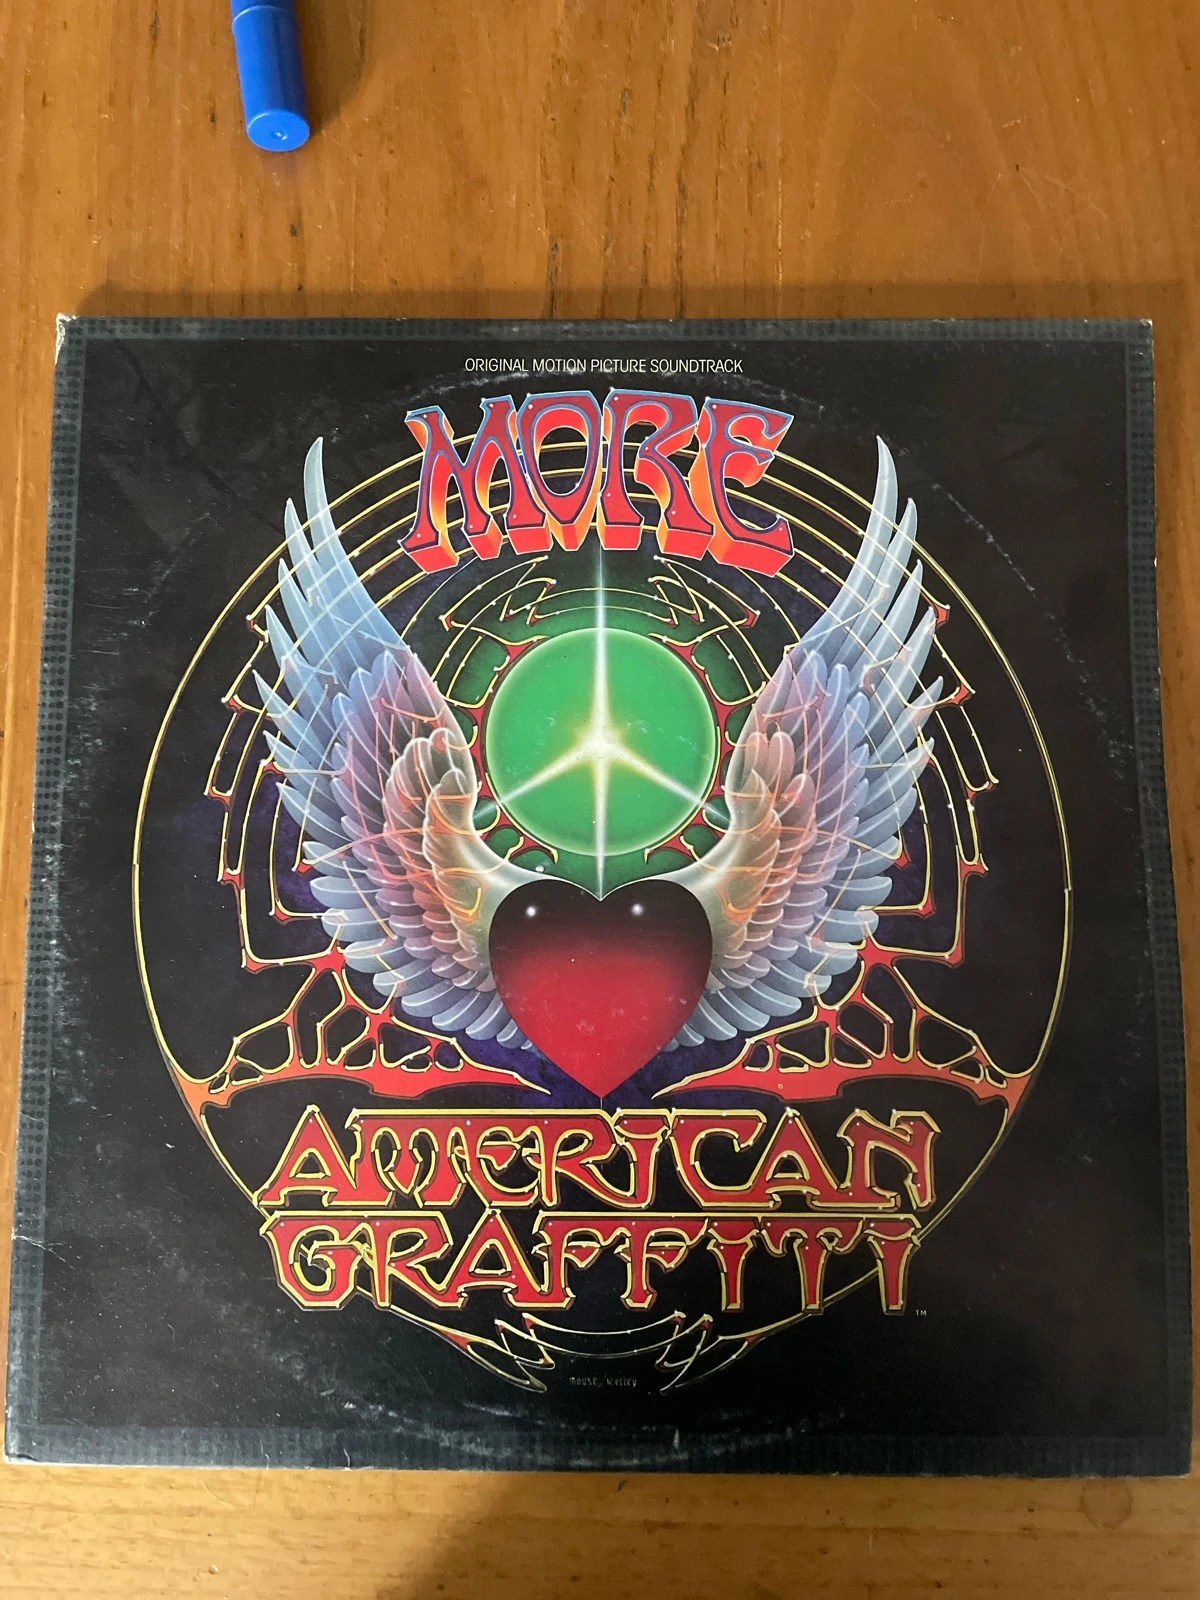 ORIGINAL MOTION PICTURE SOUNDTRACK
MORE
AMERICAN
GRAFFITI
TM
mouse/kelley